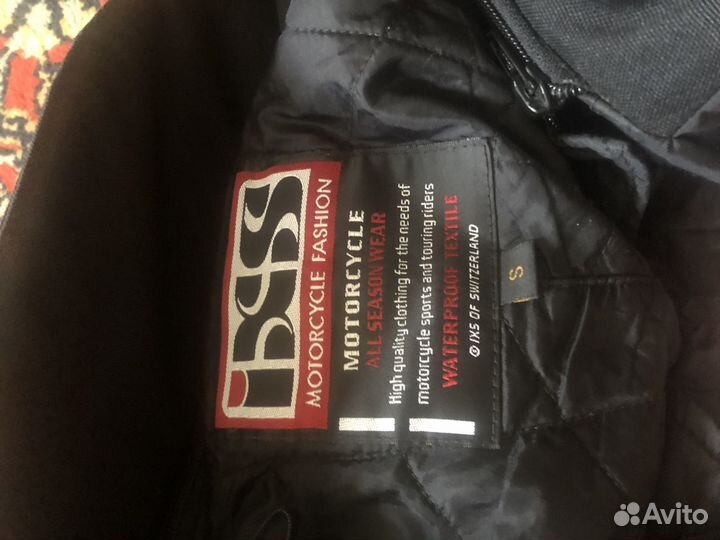 iXS
MOTORCYCLE FASHION
MOTORCYCLE
ALL SEASON WEAR
High quality clothing for the needs of
motorcycle sports and touring riders
WATERPROOF TEXTILE
© IXS OF SWITZERLAND
S
Avito